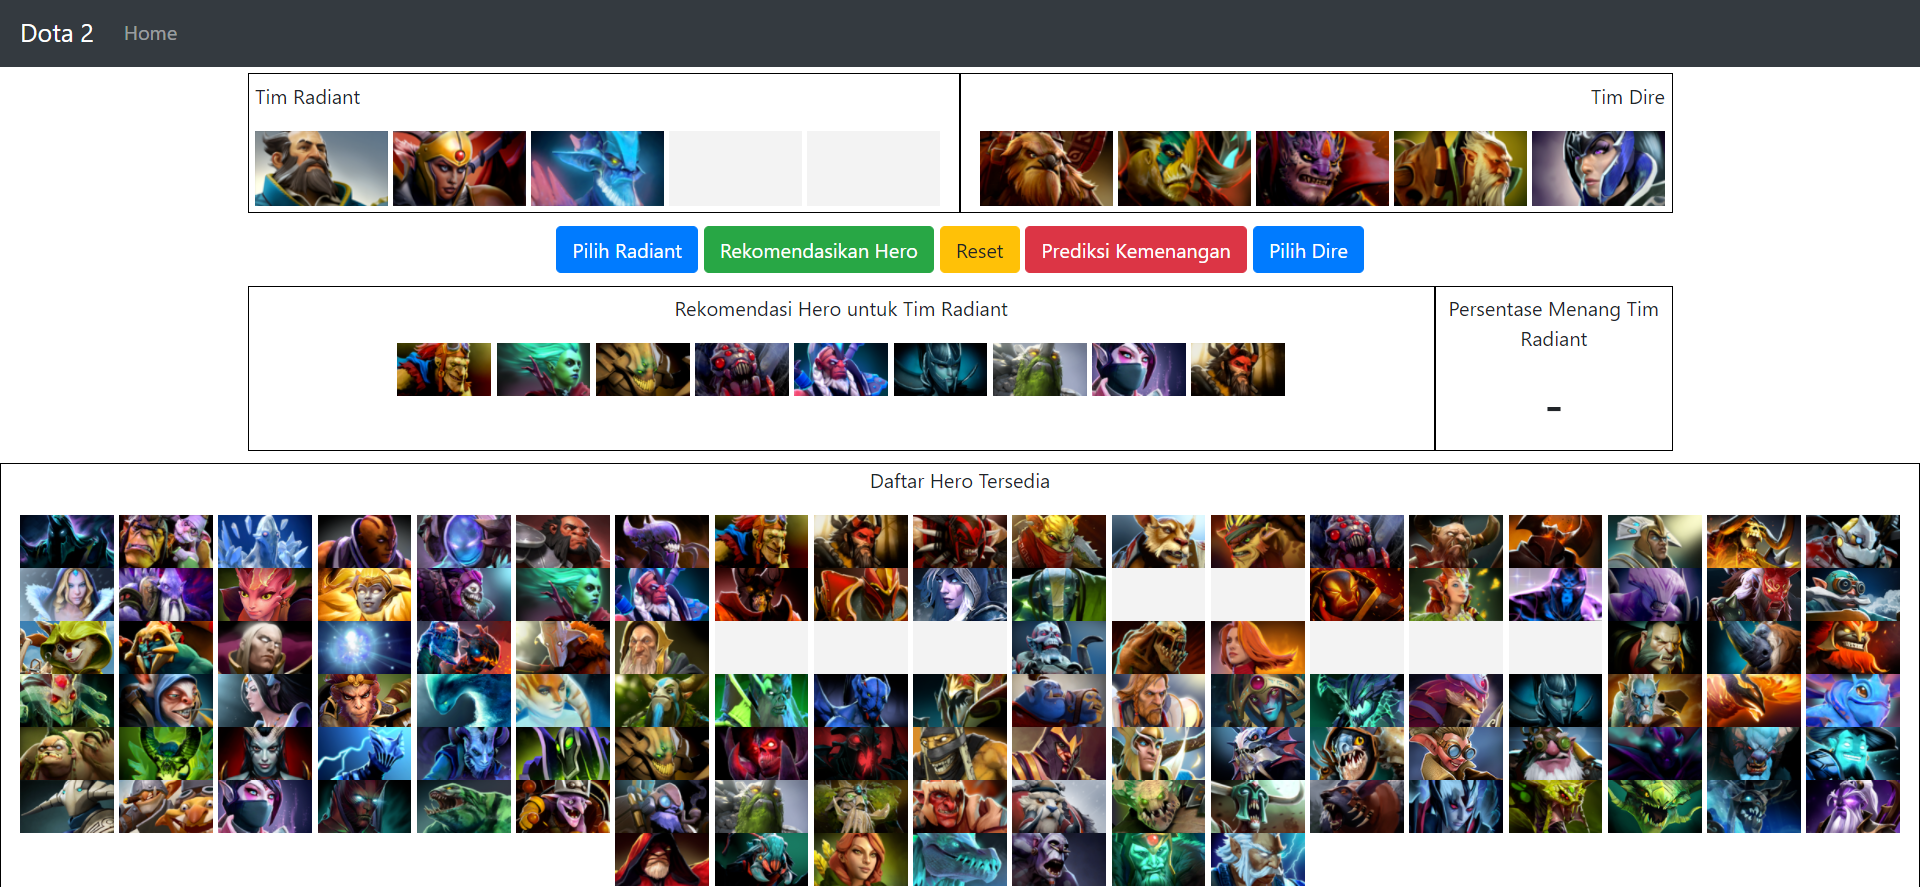 Dota 2 Home
Tim Radiant
Tim Dire
Pilih Radiant
Rekomendasikan Hero
Reset
Prediksi Kemenangan
Pilih Dire
Rekomendasi Hero untuk Tim Radiant
Persentase Menang Tim
Radiant
-
Daftar Hero Tersedia